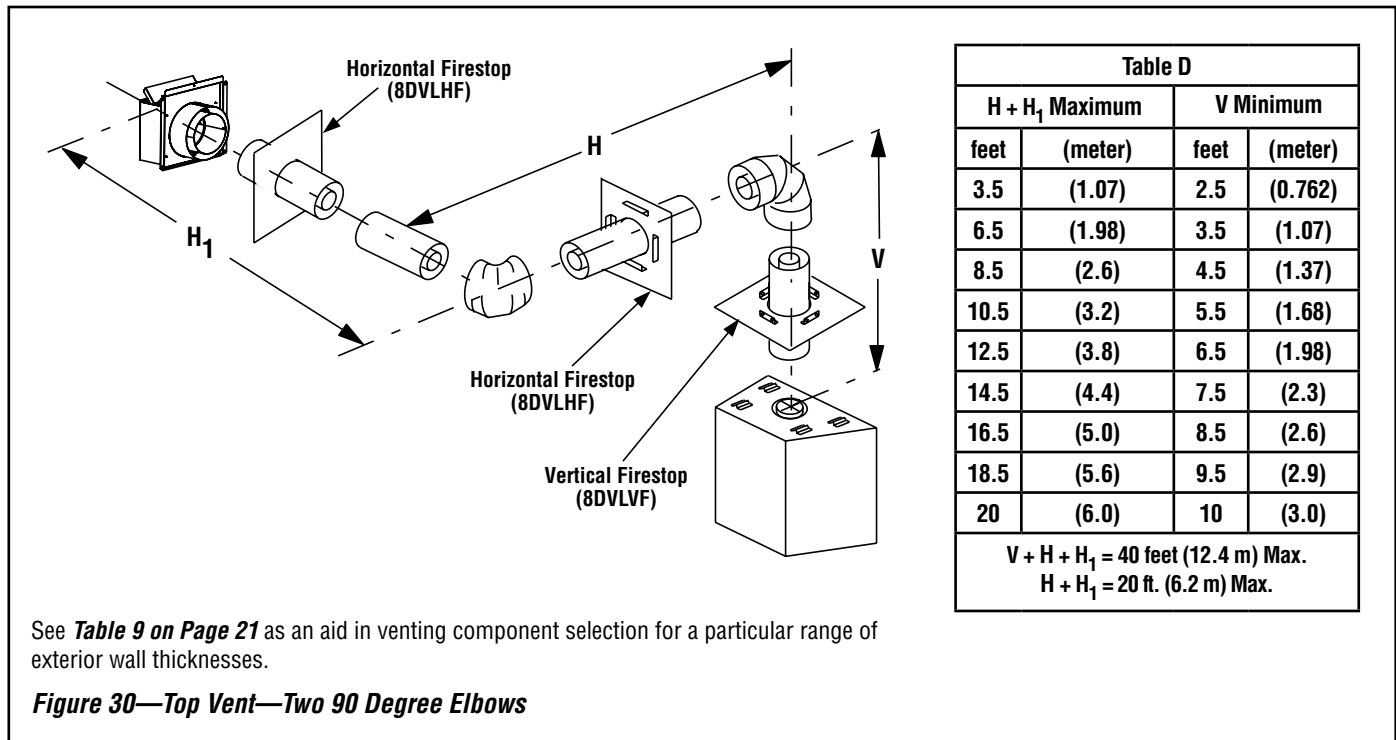 Horizontal Firestop
(8DVLHF)
H
H1
V
Horizontal Firestop
(8DVLHF)
Vertical Firestop
(8DVLVF)
Table D
H + H1 Maximum V Minimum
feet (meter) feet (meter)
3.5 (1.07) 2.5 (0.762)
6.5 (1.98) 3.5 (1.07)
8.5 (2.6) 4.5 (1.37)
10.5 (3.2) 5.5 (1.68)
12.5 (3.8) 6.5 (1.98)
14.5 (4.4) 7.5 (2.3)
16.5 (5.0) 8.5 (2.6)
18.5 (5.6) 9.5 (2.9)
20 (6.0) 10 (3.0)
V + H + H1 = 40 feet (12.4 m) Max.
H + H1 = 20 ft. (6.2 m) Max.
See Table 9 on Page 21 as an aid in venting component selection for a particular range of
exterior wall thicknesses.
Figure 30—Top Vent—Two 90 Degree Elbows